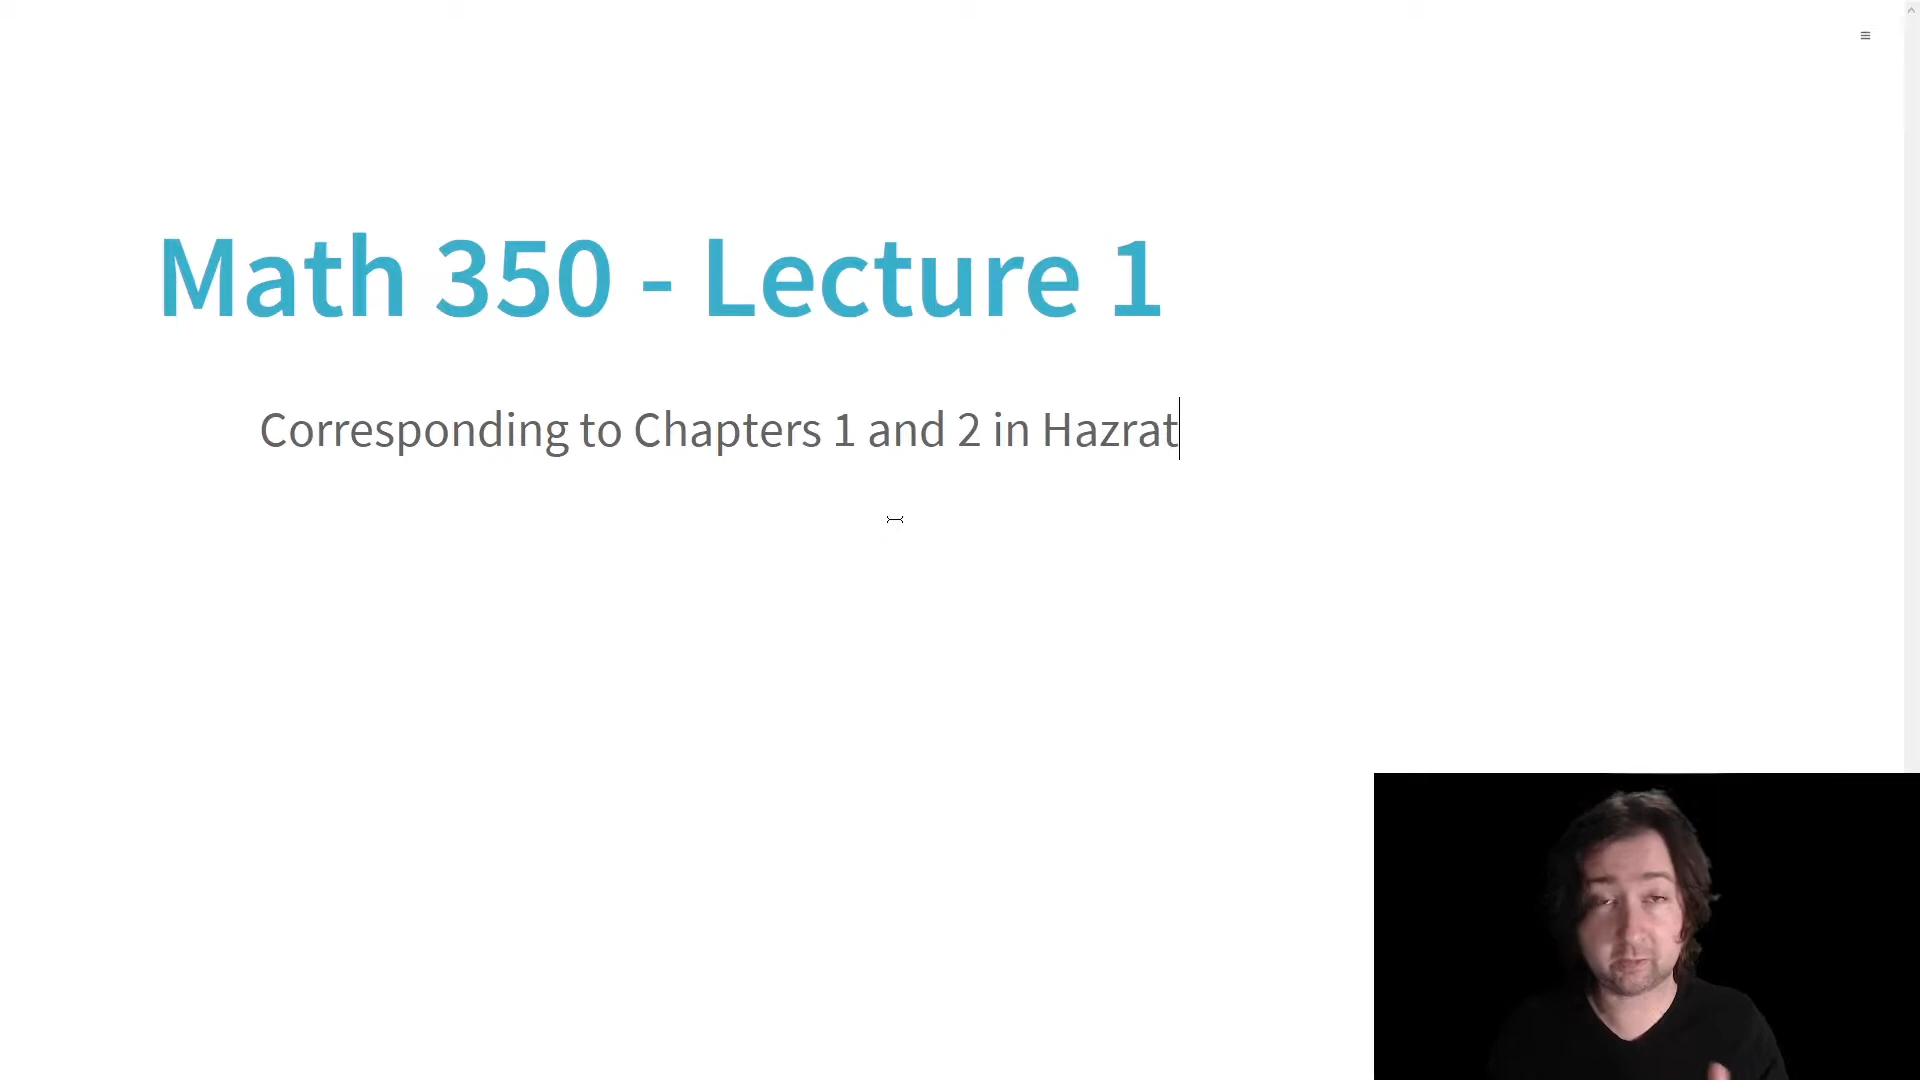 Math 350 - Lecture 1
Corresponding to Chapters 1 and 2 in Hazrat